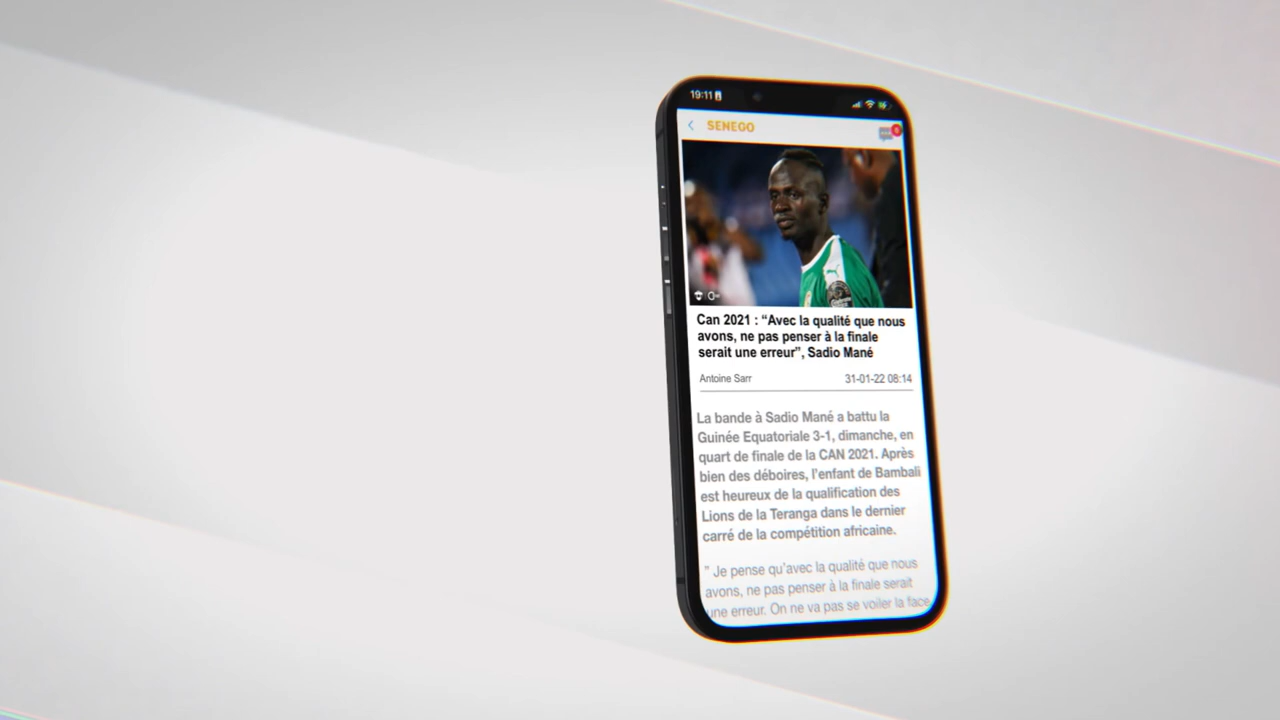 19:11
SENEGO
Can 2021 : “Avec la qualité que nous
avons, ne pas penser à la finale
serait une erreur”, Sadio Mané
Antoine Sarr 31-01-22 08:14
La bande à Sadio Mané a battu la
Guinée Equatoriale 3-1, dimanche, en
quart de finale de la CAN 2021. Après
bien des déboires, l’enfant de Bambali
est heureux de la qualification des
Lions de la Teranga dans le dernier
carré de la compétition africaine.
" Je pense qu’avec la qualité que nous
avons, ne pas penser à la finale serait
une erreur. On ne va pas se voiler la face